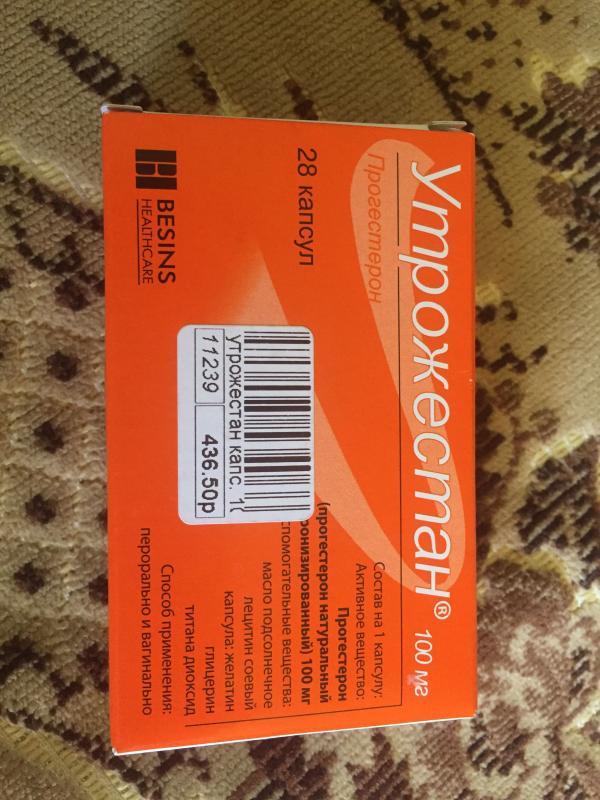 Утрожестан® 100 мг
Прогестерон
28 капсул
BESINS
HEALTHCARE
утрожестан капс. 1
11239
436.50р
Состав на 1 капсулу:
Активное вещество:
Прогестерон
(прогестерон натуральный
ронизированный) 100 мг
спомогательные вещества:
масло подсолнечное
лецитин соевый
капсула: желатин
глицерин
титана диоксид
Способ применения:
перорально и вагинально